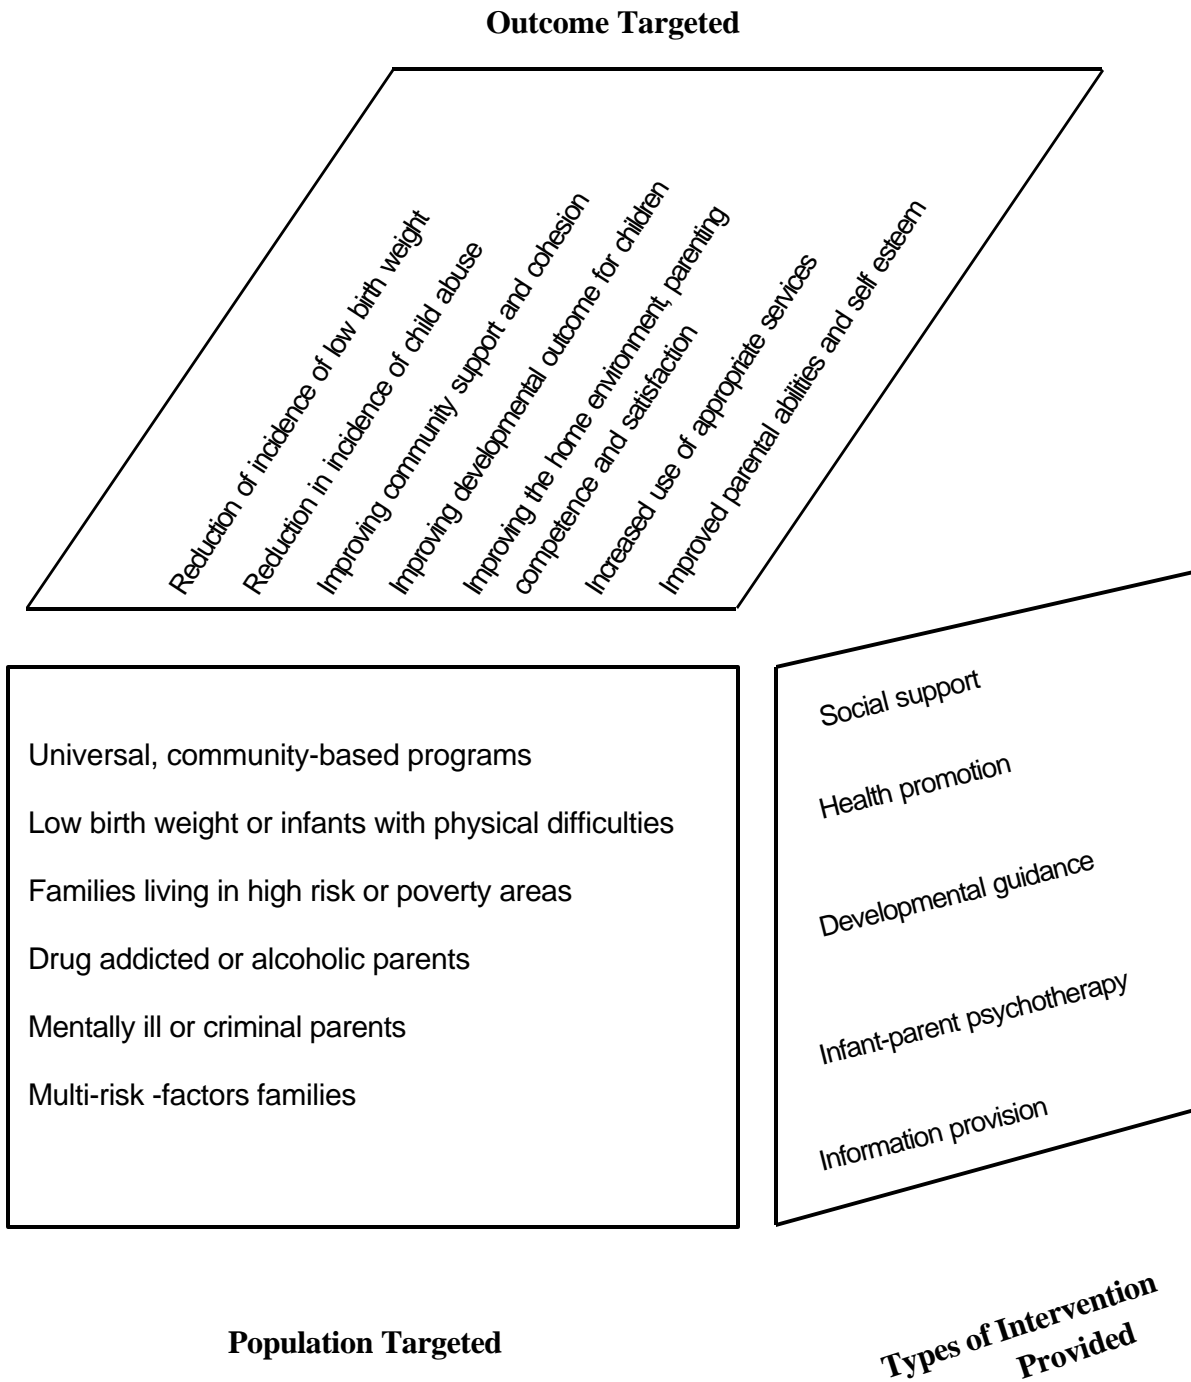 Outcome Targeted
Reduction of incidence of low birth weight
Reduction in incidence of child abuse
Improving community support and cohesion
Improving developmental outcome for children
Improving the home environment, parenting
competence and satisfaction
Increased use of appropriate services
Improved parental abilities and self esteem
Universal, community-based programs
Low birth weight or infants with physical difficulties
Families living in high risk or poverty areas
Drug addicted or alcoholic parents
Mentally ill or criminal parents
Multi-risk -factors families
Social support
Health promotion
Developmental guidance
Infant-parent psychotherapy
Information provision
Population Targeted
Types of Intervention
Provided